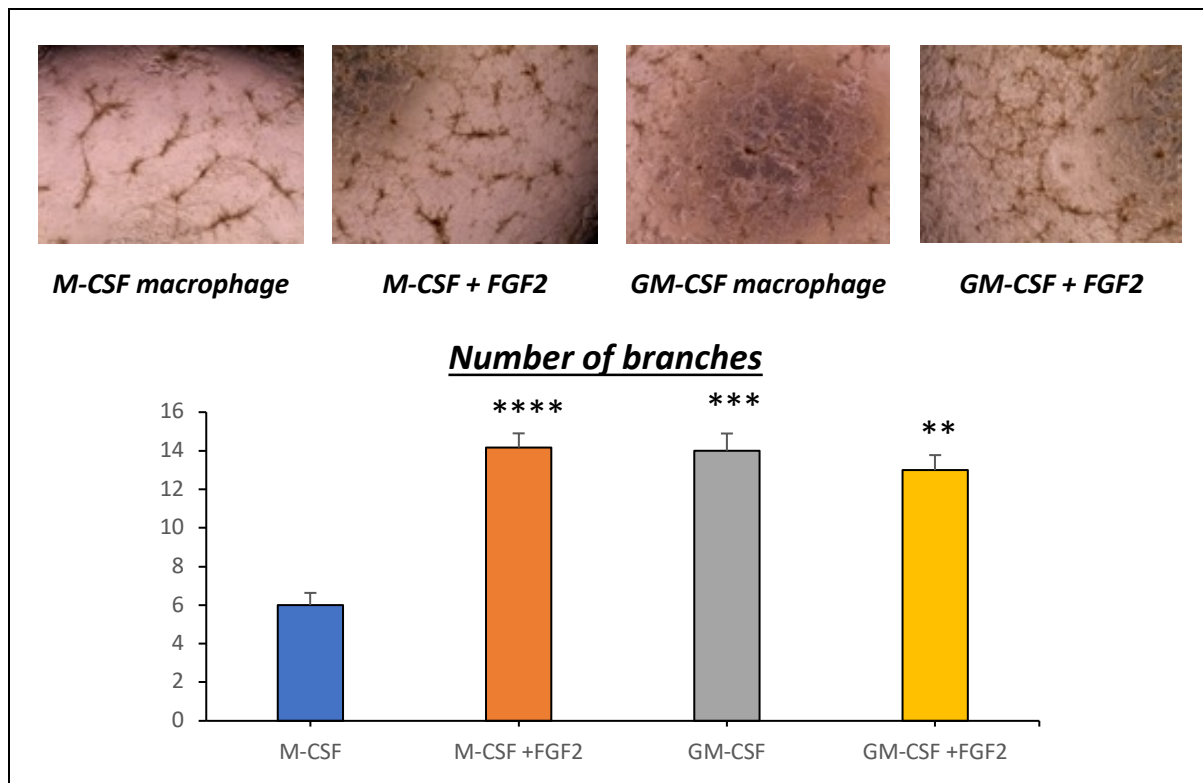 M-CSF macrophage
M-CSF + FGF2
GM-CSF macrophage
GM-CSF + FGF2
Number of branches
****
***
**
16
14
12
10
8
6
4
2
0
M-CSF
M-CSF +FGF2
GM-CSF
GM-CSF +FGF2